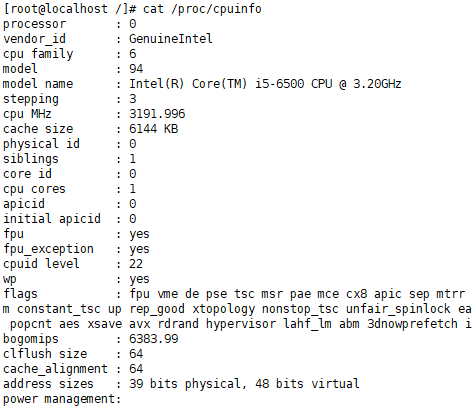 [root@localhost /]# cat /proc/cpuinfo
processor : 0
vendor_id : GenuineIntel
cpu family : 6
model : 94
model name : Intel(R) Core(TM) i5-6500 CPU @ 3.20GHz
stepping : 3
cpu MHz : 3191.996
cache size : 6144 KB
physical id : 0
siblings : 1
core id : 0
cpu cores : 1
apicid : 0
initial apicid : 0
fpu : yes
fpu_exception : yes
cpuid level : 22
wp : yes
flags : fpu vme de pse tsc msr pae mce cx8 apic sep mtrr
m constant_tsc up rep_good xtopology nonstop_tsc unfair_spinlock ea
popcnt aes xsave avx rdrand hypervisor lahf_lm abm 3dnowprefetch i
bogomips : 6383.99
clflush size : 64
cache_alignment : 64
address sizes : 39 bits physical, 48 bits virtual
power management: